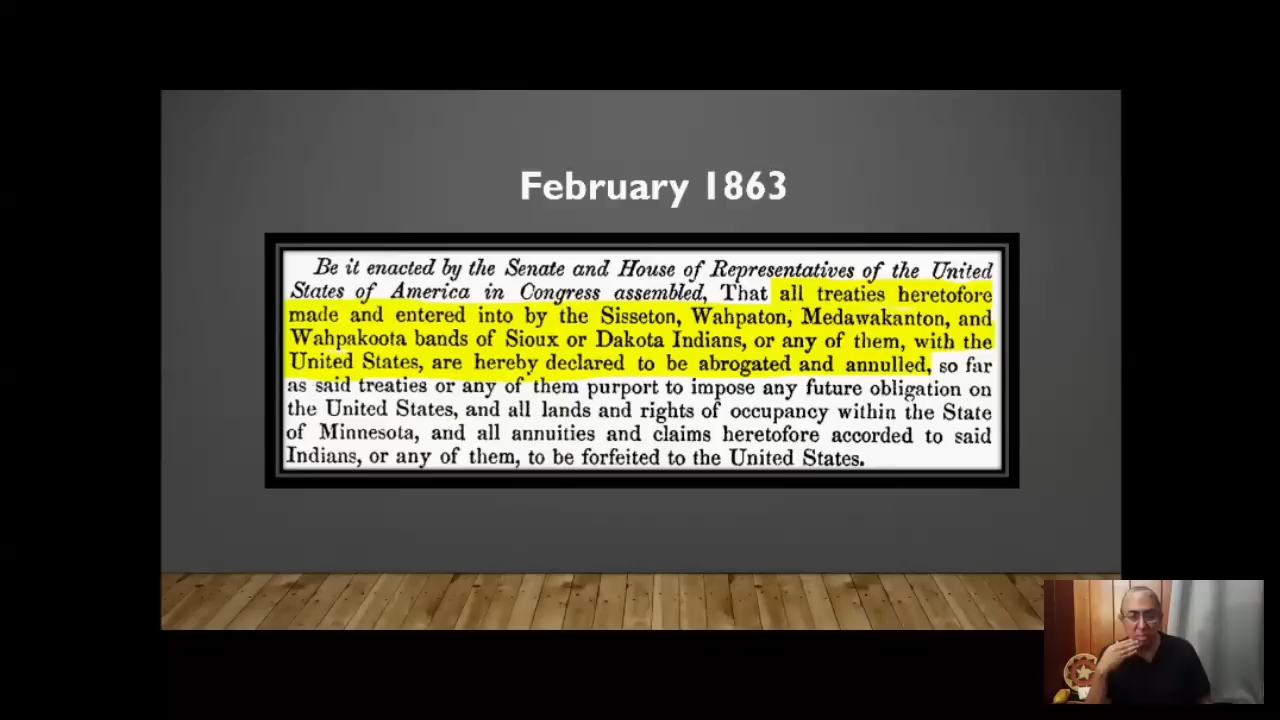 February 1863
Be it enacted by the Senate and House of Representatives of the United
States of America in Congress assembled, That all treaties heretofore
made and entered into by the Sisseton, Wahpaton, Medawakanton, and
Wahpakoota bands of Sioux or Dakota Indians, or any of them, with the
United States, are hereby declared to be abrogated and annulled, so far
as said treaties or any of them purport to impose any future obligation on
the United States, and all lands and rights of occupancy within the State
of Minnesota, and all annuities and claims heretofore accorded to said
Indians, or any of them, to be forfeited to the United States.